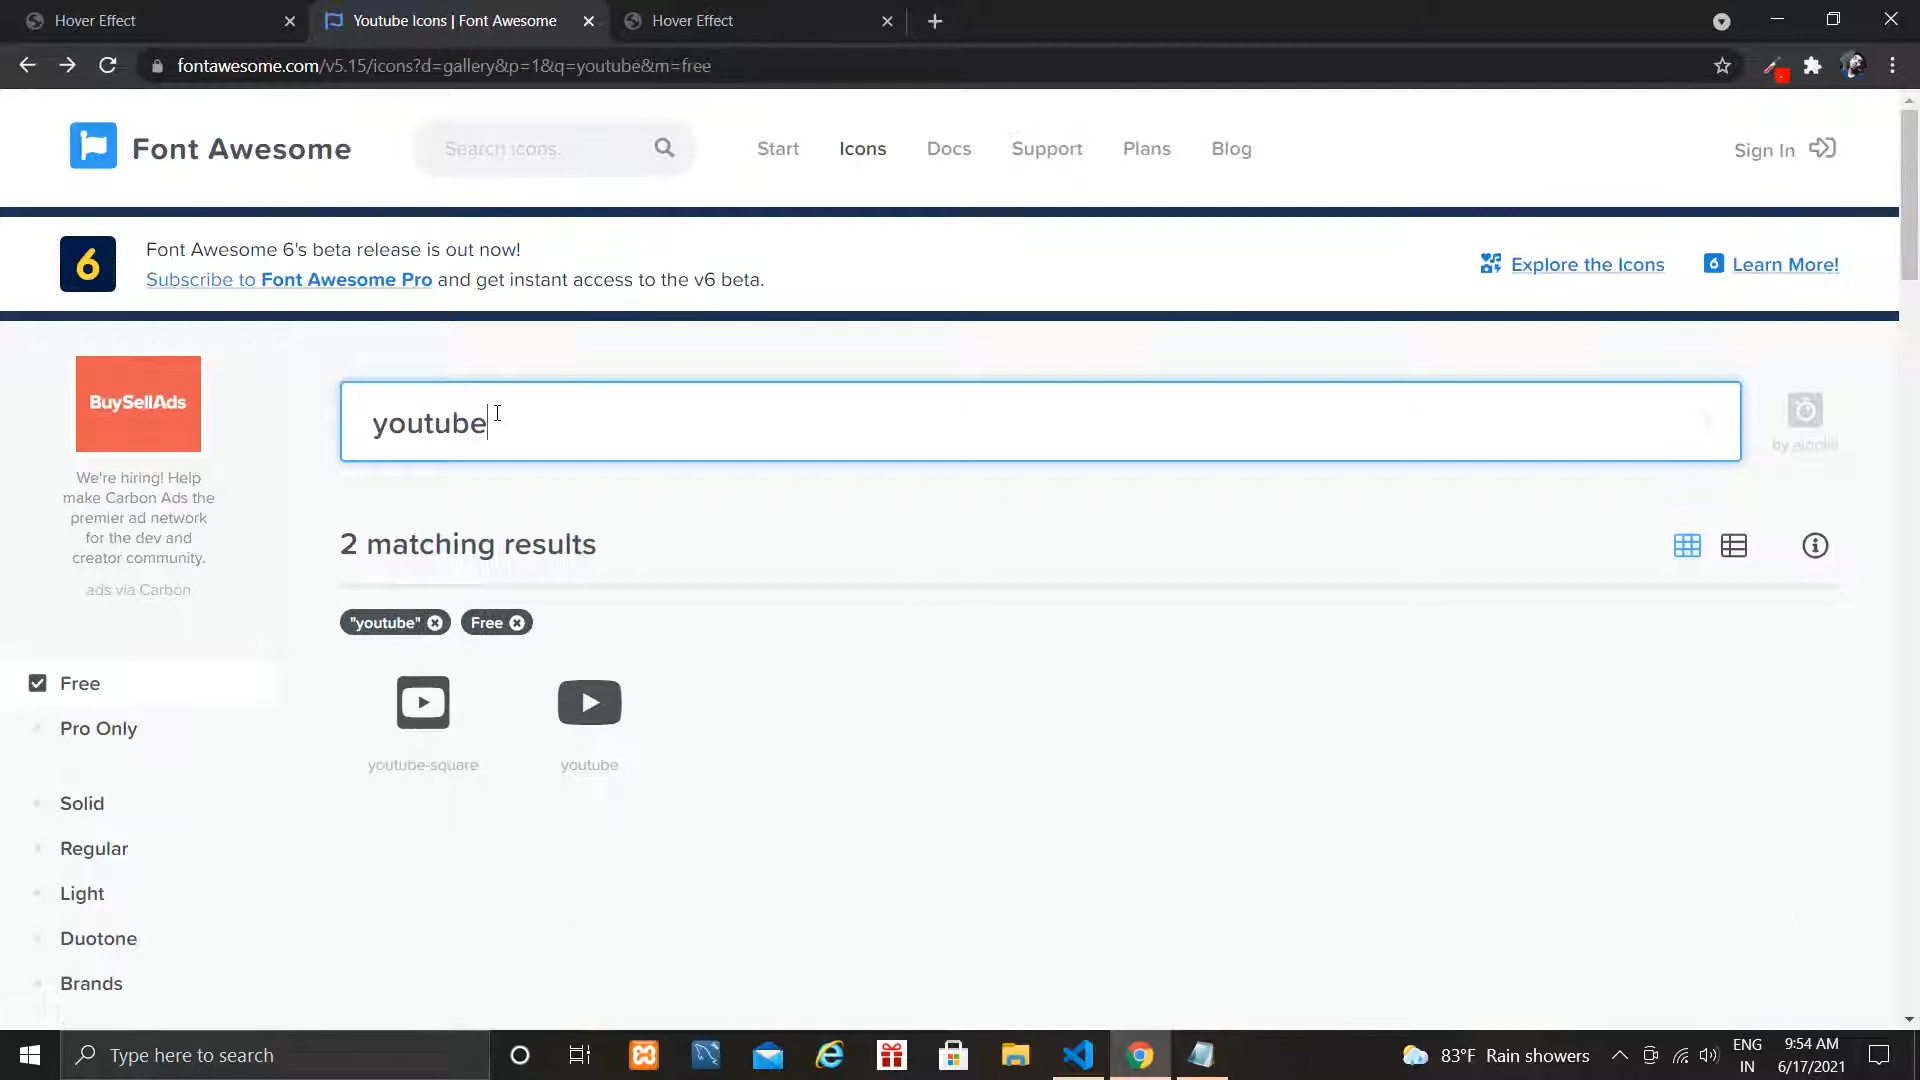 Hover Effect
Youtube Icons | Font Awesome
Hover Effect
fontawesome.com/v5.15/icons?d=gallery&p=1&q=youtube&m=free
Font Awesome
Search icons.
Start
Icons
Docs
Support
Plans
Blog
Sign In
6
Font Awesome 6's beta release is out now!
Subscribe to Font Awesome Pro and get instant access to the v6 beta.
Explore the Icons
6
Learn More!
BuySellAds
We're hiring! Help
make Carbon Ads the
premier ad network
for the dev and
creator community.
ads via Carbon
youtube
2 matching results
"youtube"
Free
youtube-square
youtube
Free
Pro Only
Solid
Regular
Light
Duotone
Brands
Type here to search
83°F Rain showers
ENG
IN
9:54 AM
6/17/2021